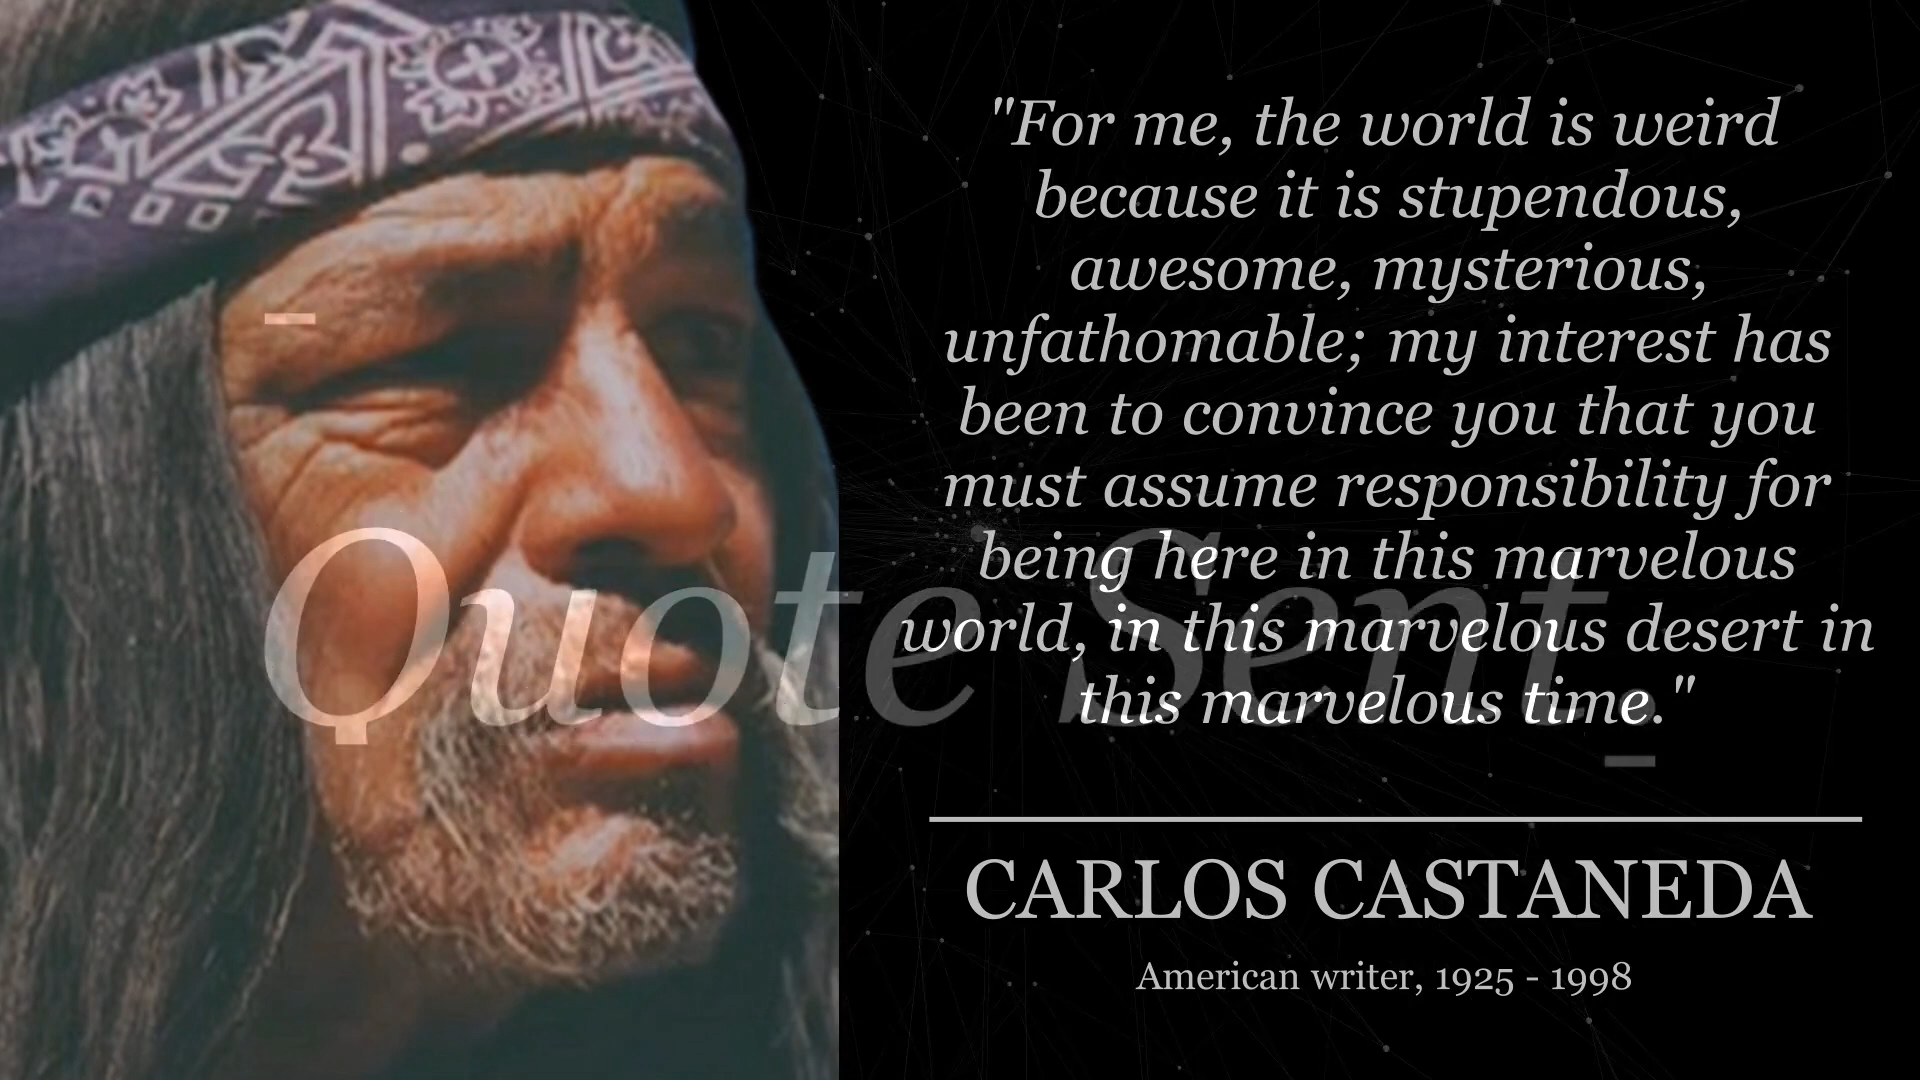 "For me, the world is weird
because it is stupendous,
awesome, mysterious,
unfathomable; my interest has
been to convince you that you
must assume responsibility for
being here in this marvelous
world, in this marvelous desert in
this marvelous time."
Quote Sent.
CARLOS CASTANEDA
American writer, 1925 - 1998